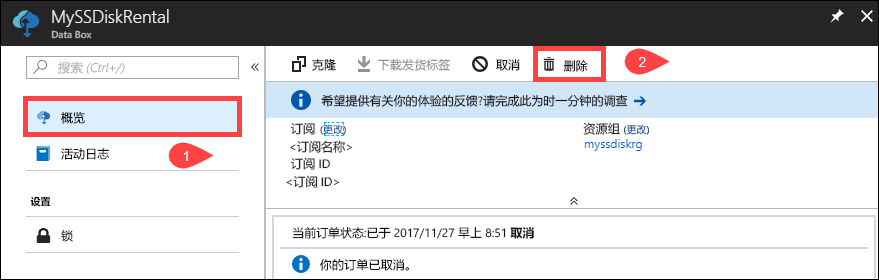 MySSDiskRental
Data Box
搜索 (Ctrl+/)
概览
1
活动日志
设置
锁
克隆
下载发货标签
取消
删除
2
希望提供有关你的体验的反馈?请完成此为时一分钟的调查 →
订阅 (更改)
<订阅名称>
订阅 ID
<订阅 ID>
资源组 (更改)
myssdiskrg
当前订单状态:已于 2017/11/27 早上 8:51 取消
你的订单已取消。